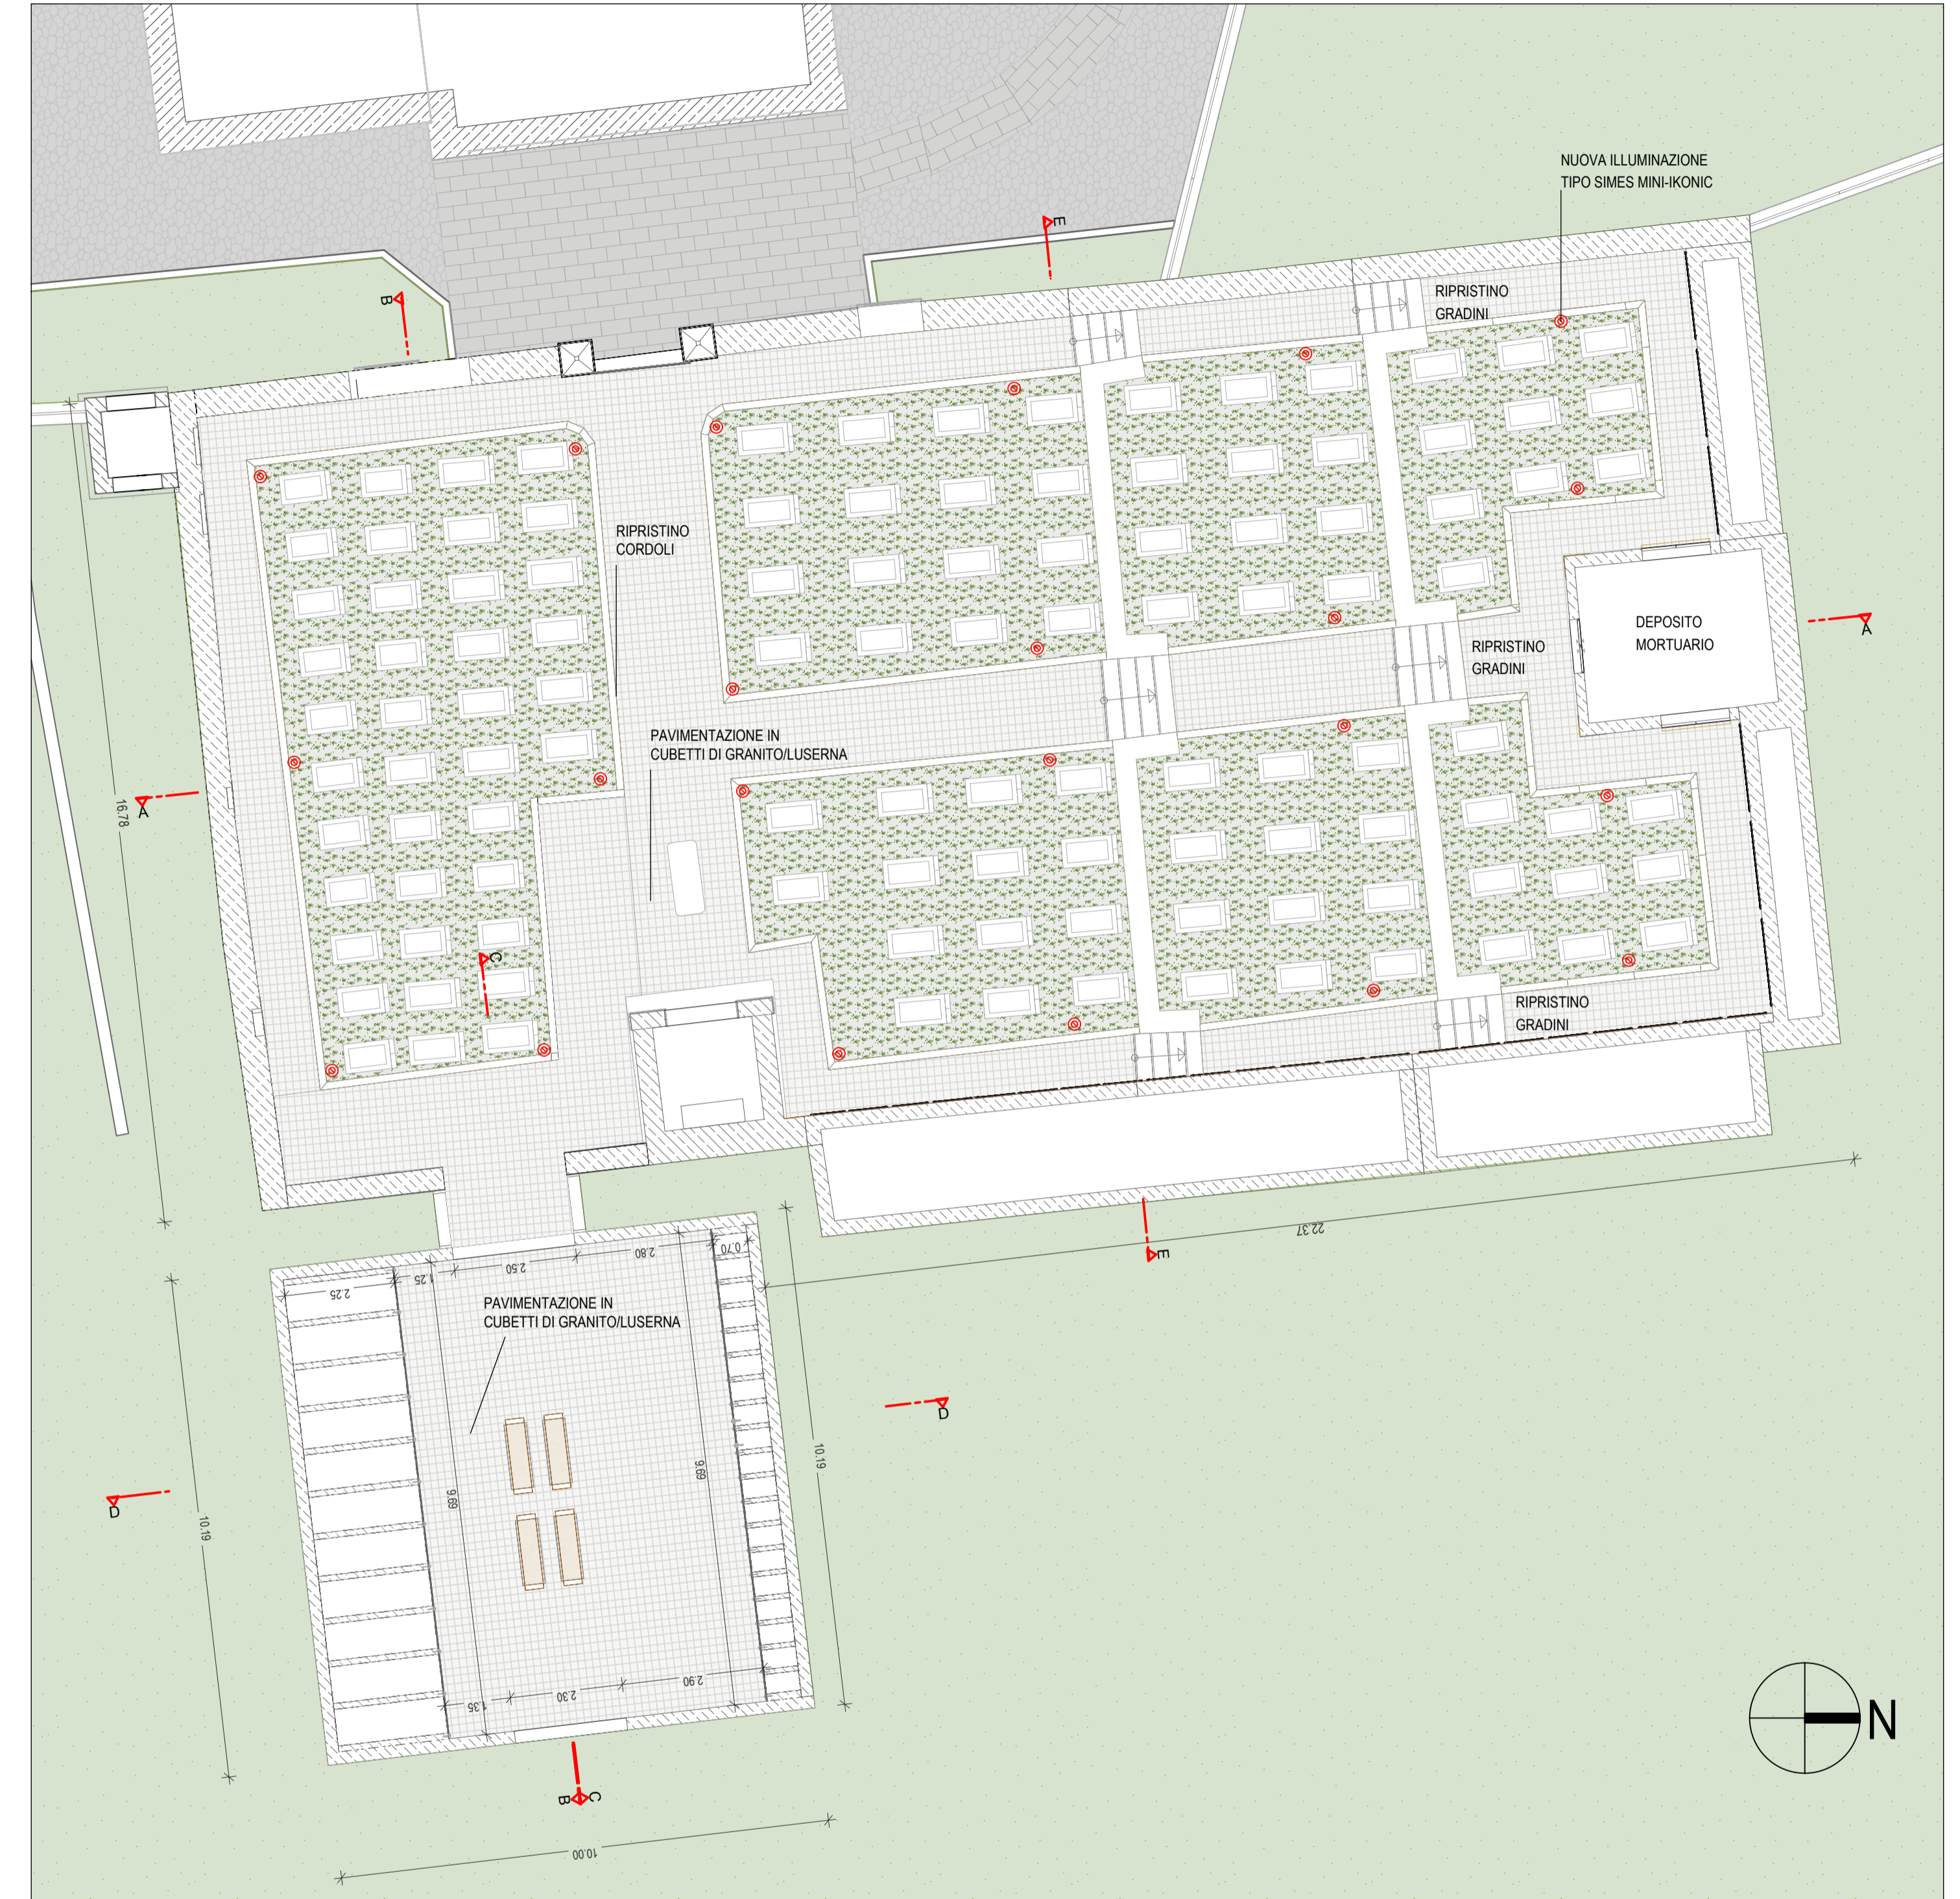 NUOVA ILLUMINAZIONE
TIPO SIMES MINI-IKONIC
E
B
RIPRISTINO
GRADINI
RIPRISTINO
CORDOLI
DEPOSITO
MORTUARIO
A
RIPRISTINO
GRADINI
PAVIMENTAZIONE IN
CUBETTI DI GRANITO/LUSERNA
A
16.78
C
RIPRISTINO
GRADINI
22.37
E
2.25
1.25
2.50
2.80
0.70
PAVIMENTAZIONE IN
CUBETTI DI GRANITO/LUSERNA
D
10.19
9.69
9.69
D
10.19
1.35
2.30
2.90
N
B
C
10.00